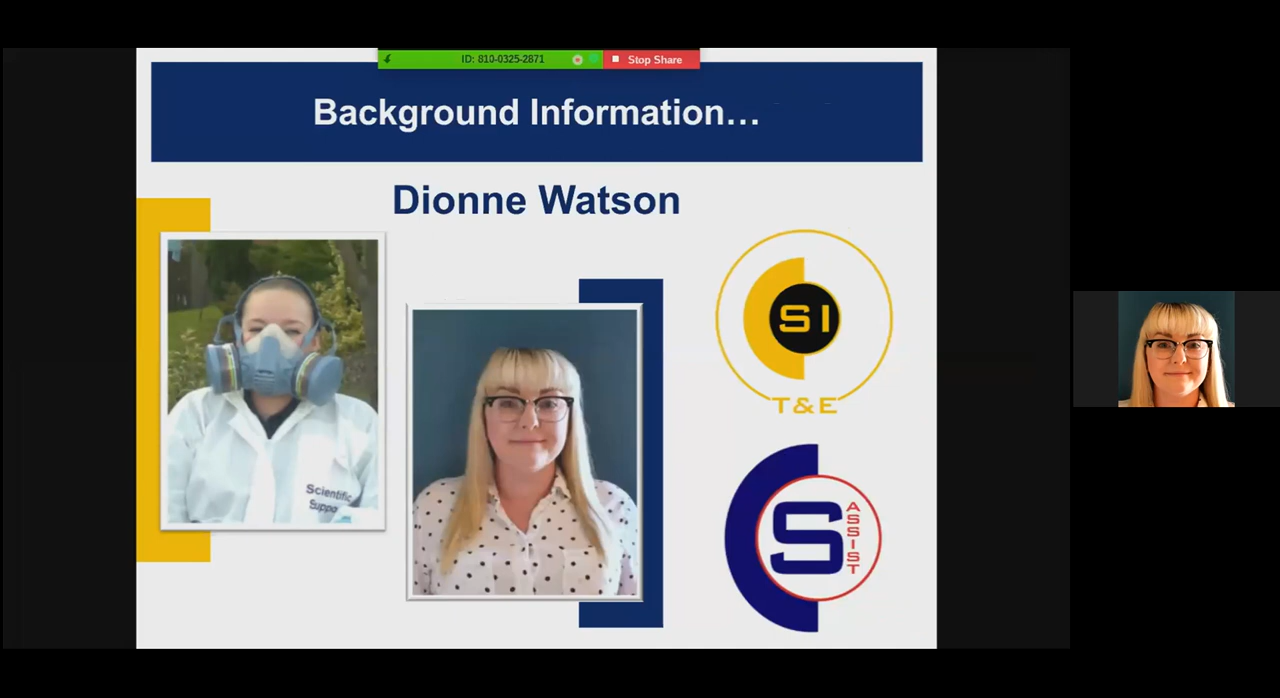 ID: 810-0325-2871
Stop Share
Background Information…
Dionne Watson
SI
T&E
Scientific
Suppo
S
ASSIST